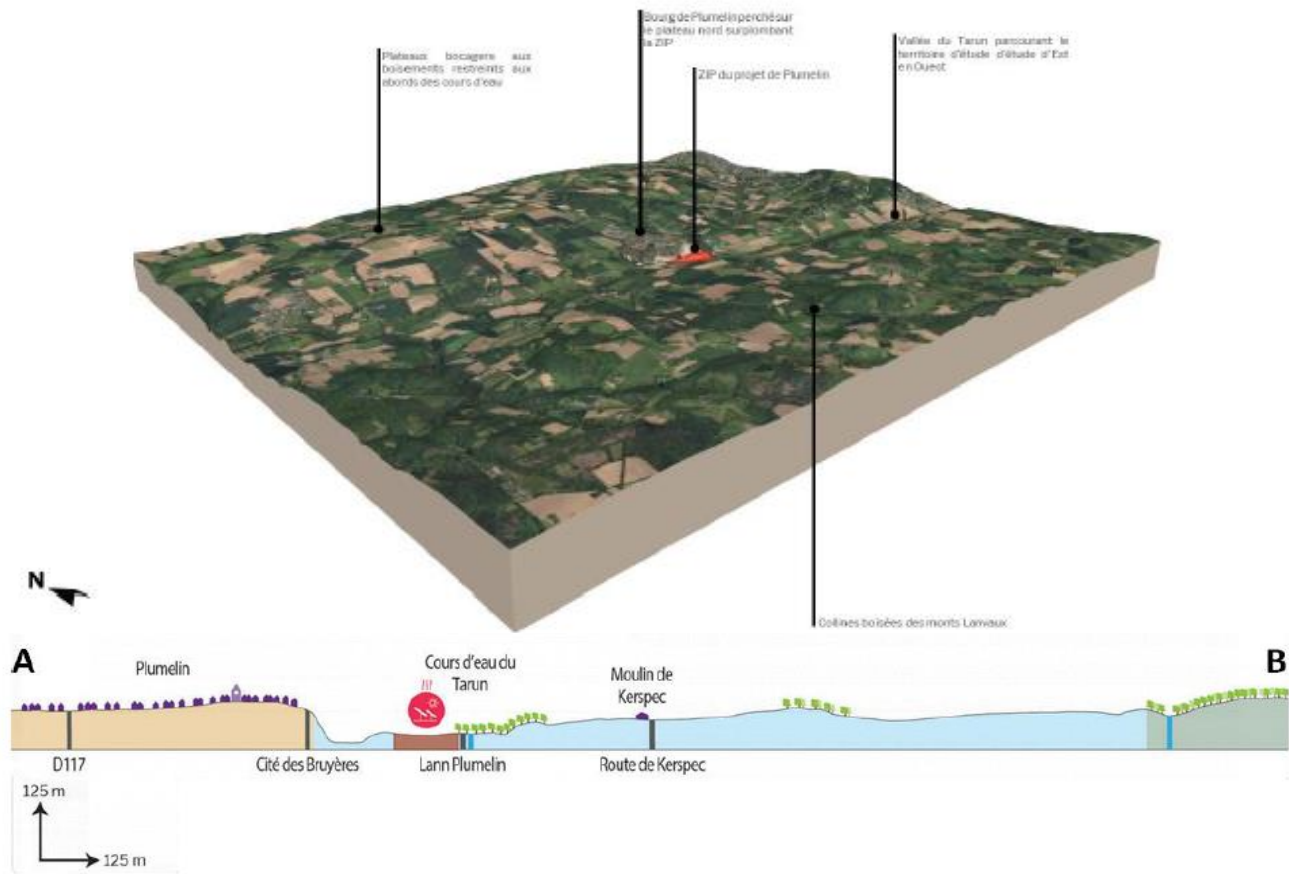 Bourg de Plumelin perché sur
le plateau nord surplombant
la ZIP
Plateaux bocagers aux
boisements restreints aux
abords des cours d'eau
Vallée du Tarun parcourant le
territoire d'étude d'étude d'Est
en Ouest
ZIP du projet de Plumelin
N
Collines boisées des monts Lanvaux
A
Plumelin
Cours d'eau du
Tarun
Moulin de
Kerspec
B
D117
Cité des Bruyères
Lann Plumelin
Route de Kerspec
125 m
125 m